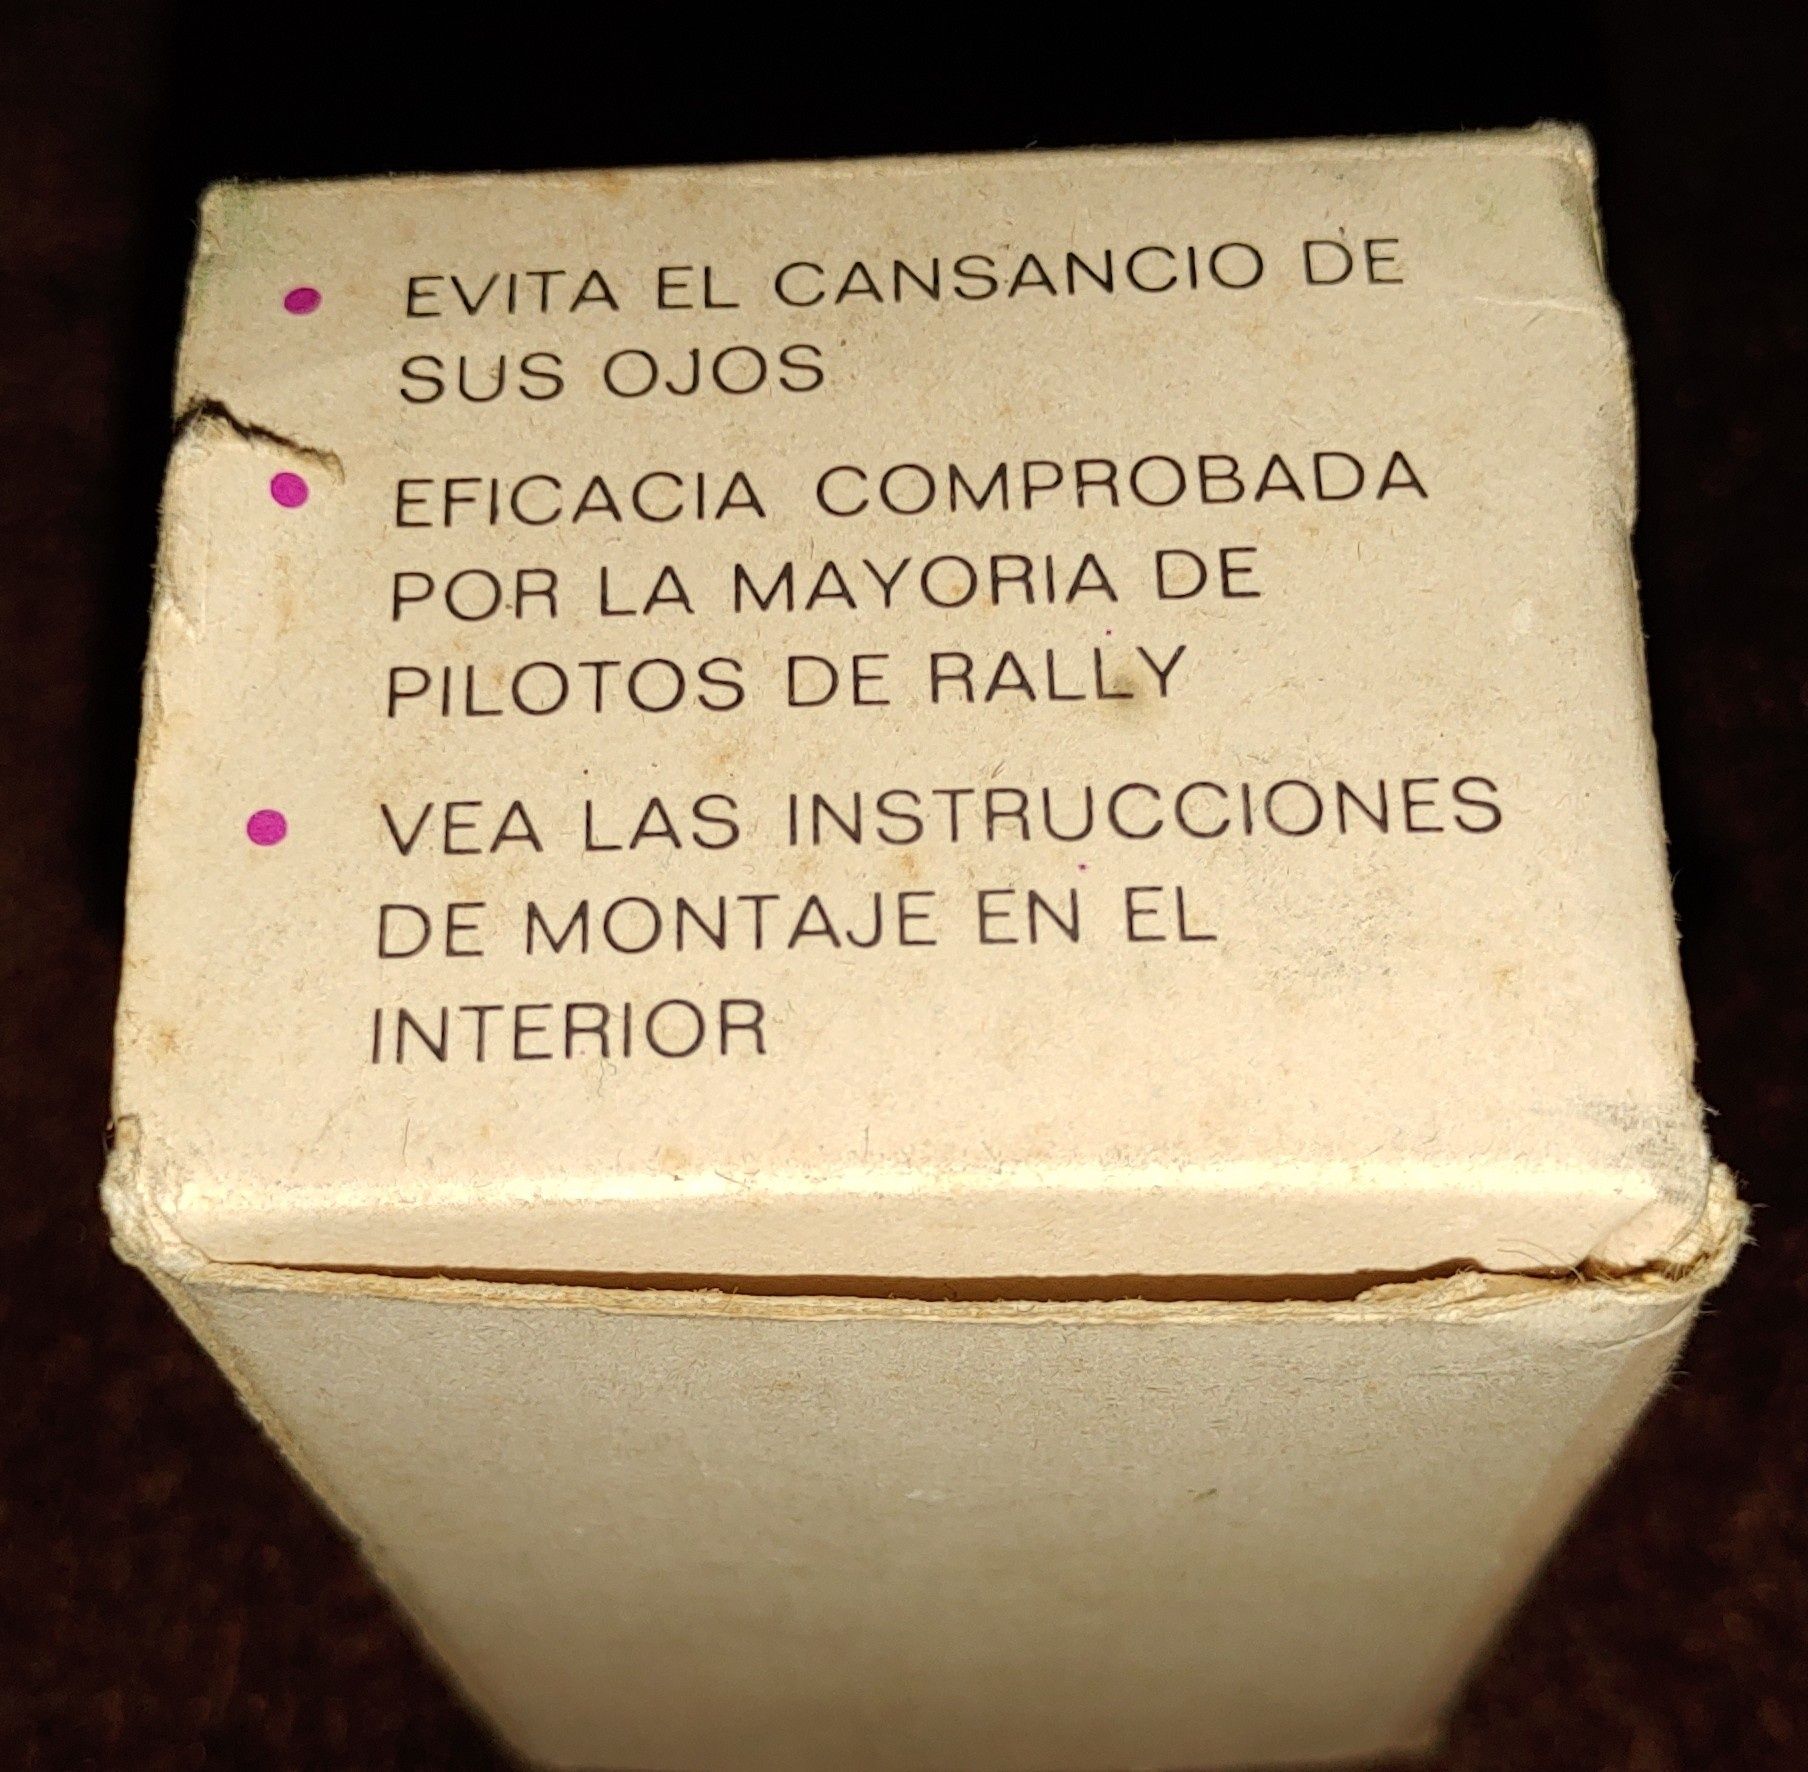 • EVITA EL CANSANCIO DE
SUS OJOS
• EFICACIA COMPROBADA
POR LA MAYORIA DE
PILOTOS DE RALLY
• VEA LAS INSTRUCCIONES
DE MONTAJE EN EL
INTERIOR